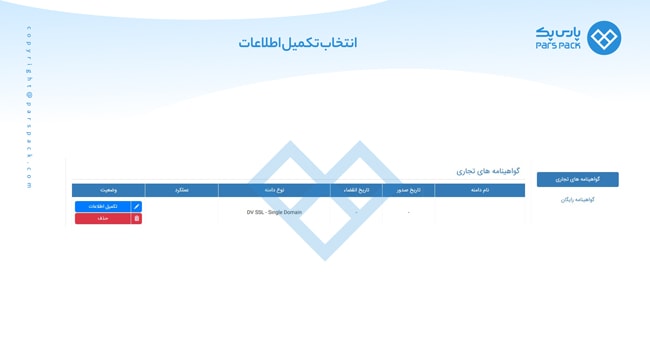 انتخاب تکمیل اطلاعات
پارس پک
Pars Pack
copyright@parspack.com
گواهینامه های تجاری
گواهینامه رایگان
گواهینامه های تجاری
نام دامنه تاریخ صدور تاریخ انقضاء نوع دامنه عملکرد وضعیت
- - DV SSL - Single Domain
تکمیل اطلاعات
حذف